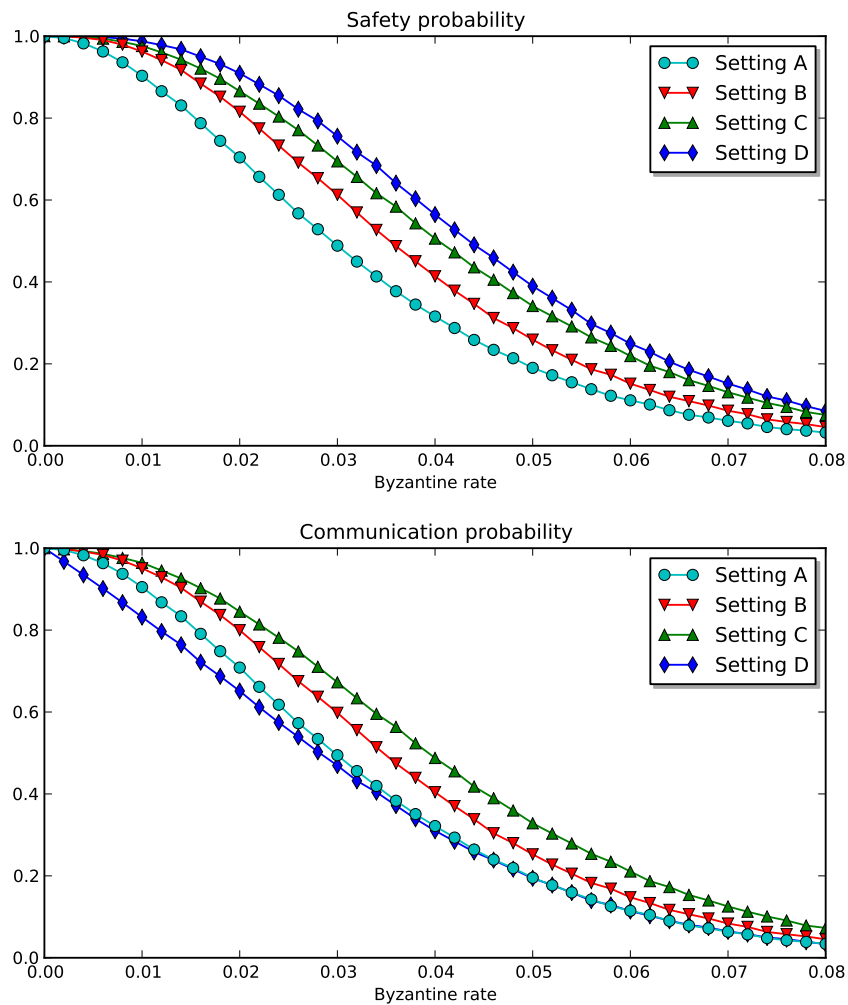 Safety probability
1.0
0.8
0.6
0.4
0.2
0.0
Setting A
Setting B
Setting C
Setting D
0.00 0.01 0.02 0.03 0.04 0.05 0.06 0.07 0.08
Byzantine rate
Communication probability
1.0
0.8
0.6
0.4
0.2
0.0
Setting A
Setting B
Setting C
Setting D
0.00 0.01 0.02 0.03 0.04 0.05 0.06 0.07 0.08
Byzantine rate